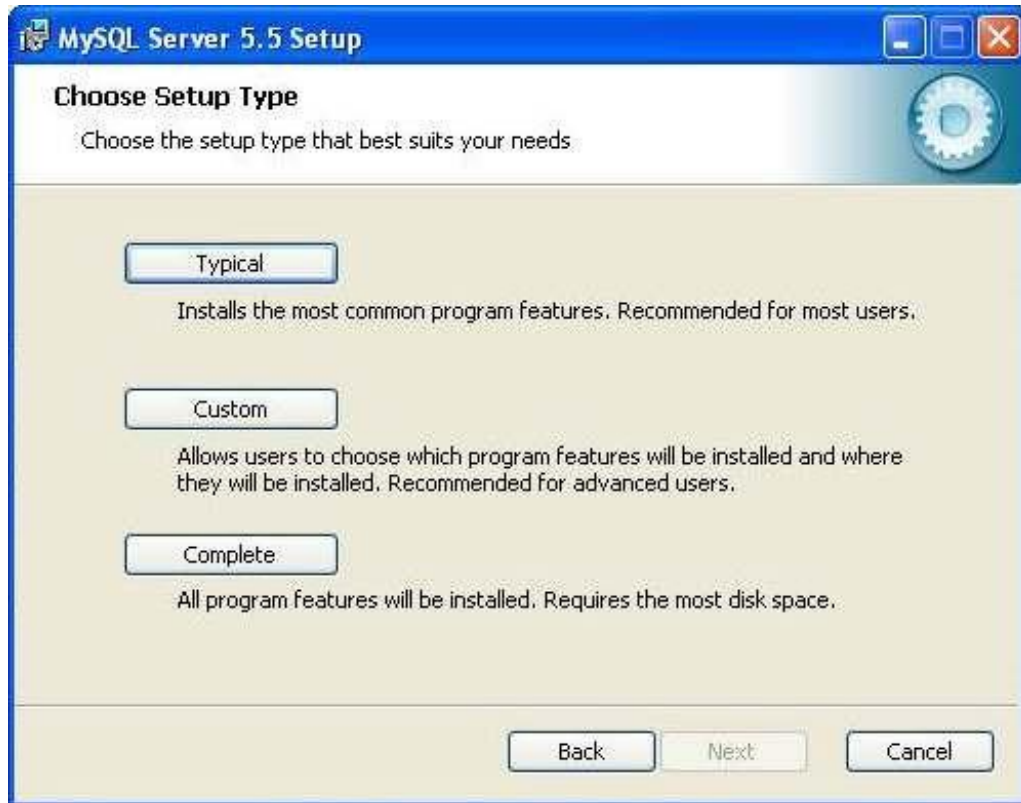 MySQL Server 5.5 Setup
Choose Setup Type
Choose the setup type that best suits your needs
Typical
Installs the most common program features. Recommended for most users.
Custom
Allows users to choose which program features will be installed and where
they will be installed. Recommended for advanced users.
Complete
All program features will be installed. Requires the most disk space.
Back Next Cancel